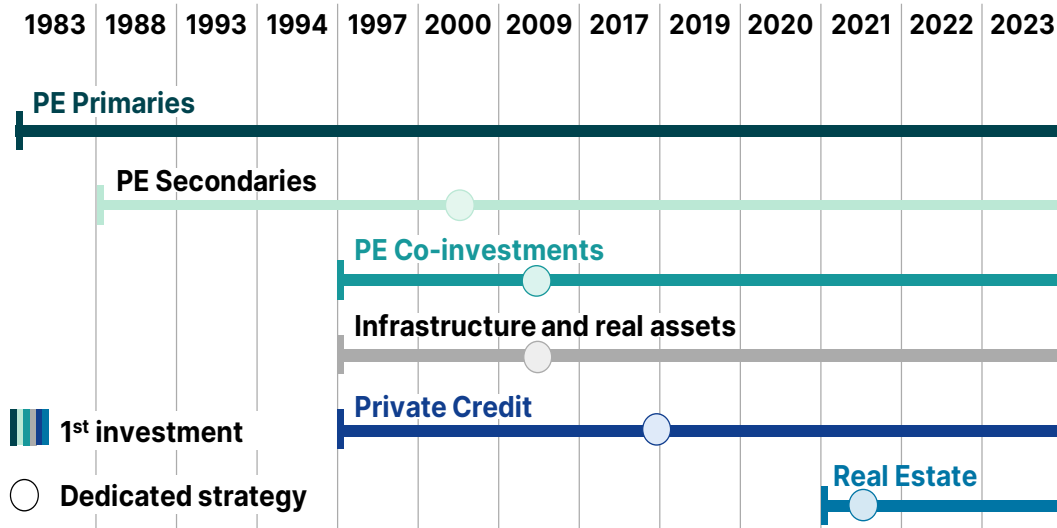 1983 1988 1993 1994 1997 2000 2009 2017 2019 2020 2021 2022 2023
PE Primaries
PE Secondaries
PE Co-investments
Infrastructure and real assets
Private Credit
1st investment
Real Estate
Dedicated strategy